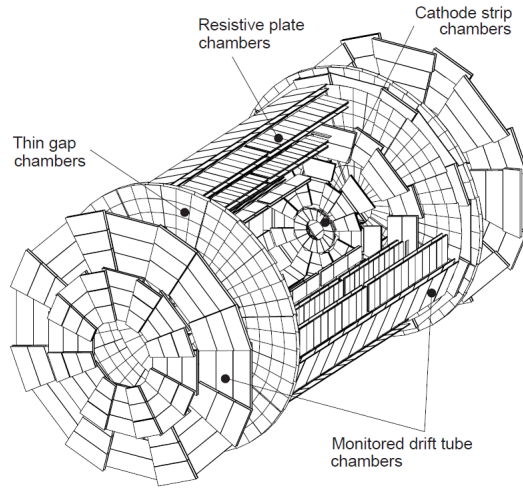 Cathode strip
chambers
Resistive plate
chambers
Thin gap
chambers
Monitored drift tube
chambers